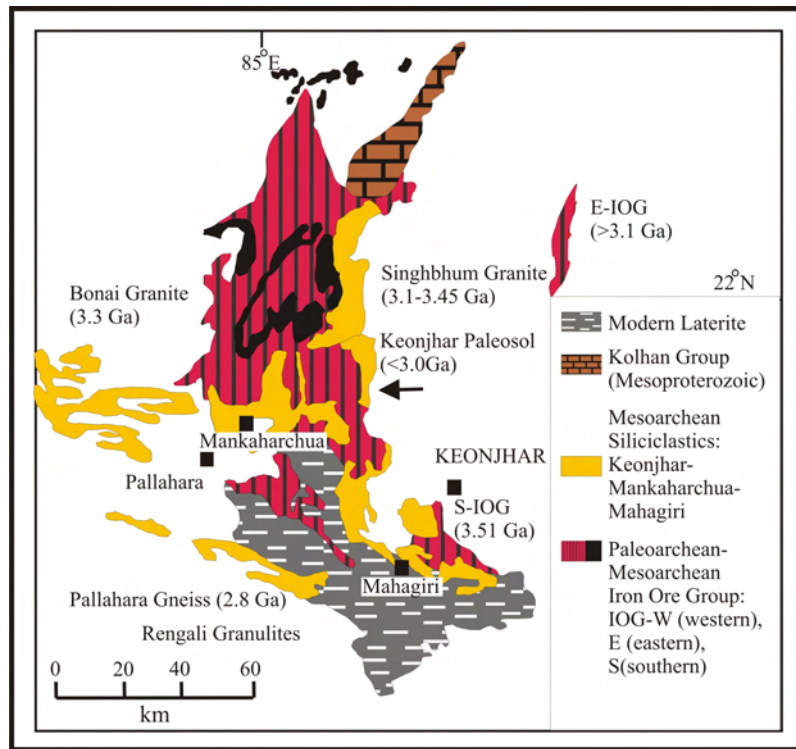 85°E
E-IOG
(>3.1 Ga)
Singhbhum Granite
(3.1-3.45 Ga)
22°N
Bonai Granite
(3.3 Ga)
Keonjhar Paleosol
(<3.0Ga)
Mankaharchua
Pallahara
KEONJHAR
S-IOG
(3.51 Ga)
Mahagiri
Pallahara Gneiss (2.8 Ga)
Rengali Granulites
0 20 40 60
km
Modern Laterite
Kolhan Group
(Mesoproterozoic)
Mesoarchean
Siliciclastics:
Keonjhar-
Mankaharchua-
Mahagiri
Paleoarchean-
Mesoarchean
Iron Ore Group:
IOG-W (western),
E (eastern),
S(southern)